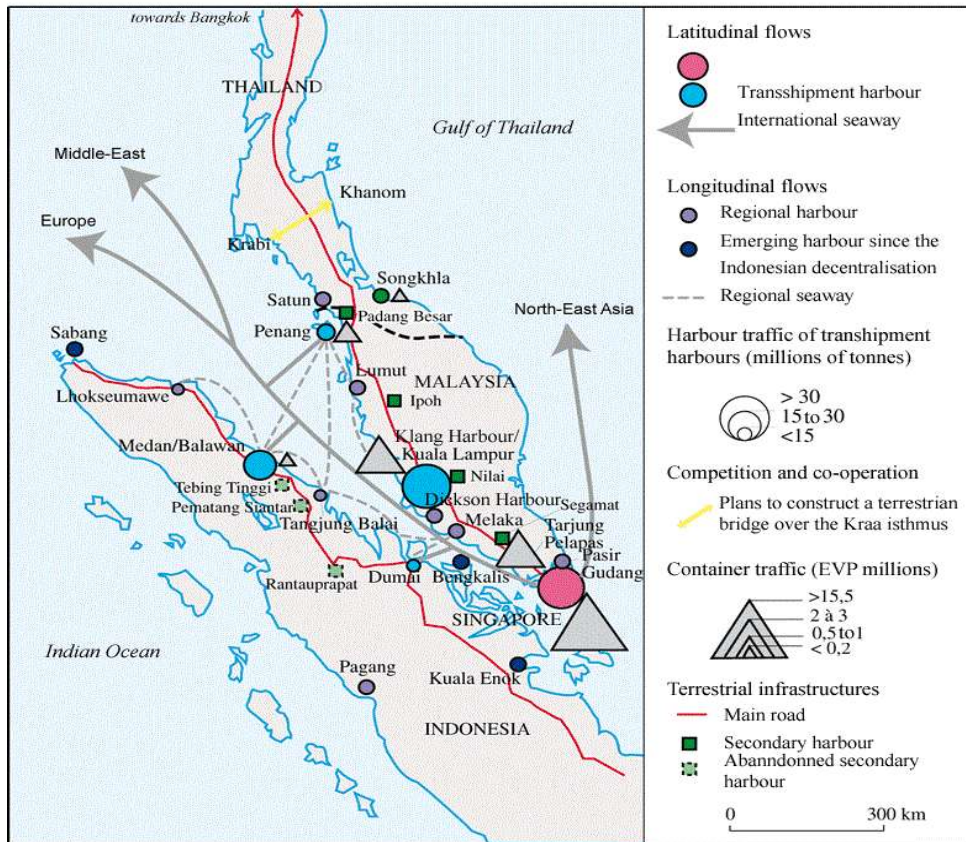 towards Bangkok
THAILAND
Gulf of Thailand
Middle-East
Khanom
Europe
Krabi
Songkhla
Satun
North-East Asia
Padang Besar
Penang
Sabang
Lumut
MALAYSIA
Lhokseumawe
Ipoh
Klang Harbour/
Kuala Lampur
Medan/Balawan
Nilai
Tebing Tinggi
Dickson Harbour
Segamat
Pematang Siantar
Melaka
Tarjung
Pelapas
Tangjung Balai
Pasir
Gudang
Rantauprapat
Dumai
Bengkalis
SINGAPORE
Indian Ocean
Pagang
Kuala Enok
INDONESIA
Latitudinal flows
Transshipment harbour
International seaway
Longitudinal flows
Regional harbour
Emerging harbour since the
Indonesian decentralisation
Regional seaway
Harbour traffic of transhipment
harbours (millions of tonnes)
> 30
15 to 30
<15
Competition and co-operation
Plans to construct a terrestrian
bridge over the Kraa isthmus
Container traffic (EVP millions)
>15,5
2 à 3
0,5 to 1
< 0,2
Terrestrial infrastructures
Main road
Secondary harbour
Abanndonned secondary
harbour
0
300 km